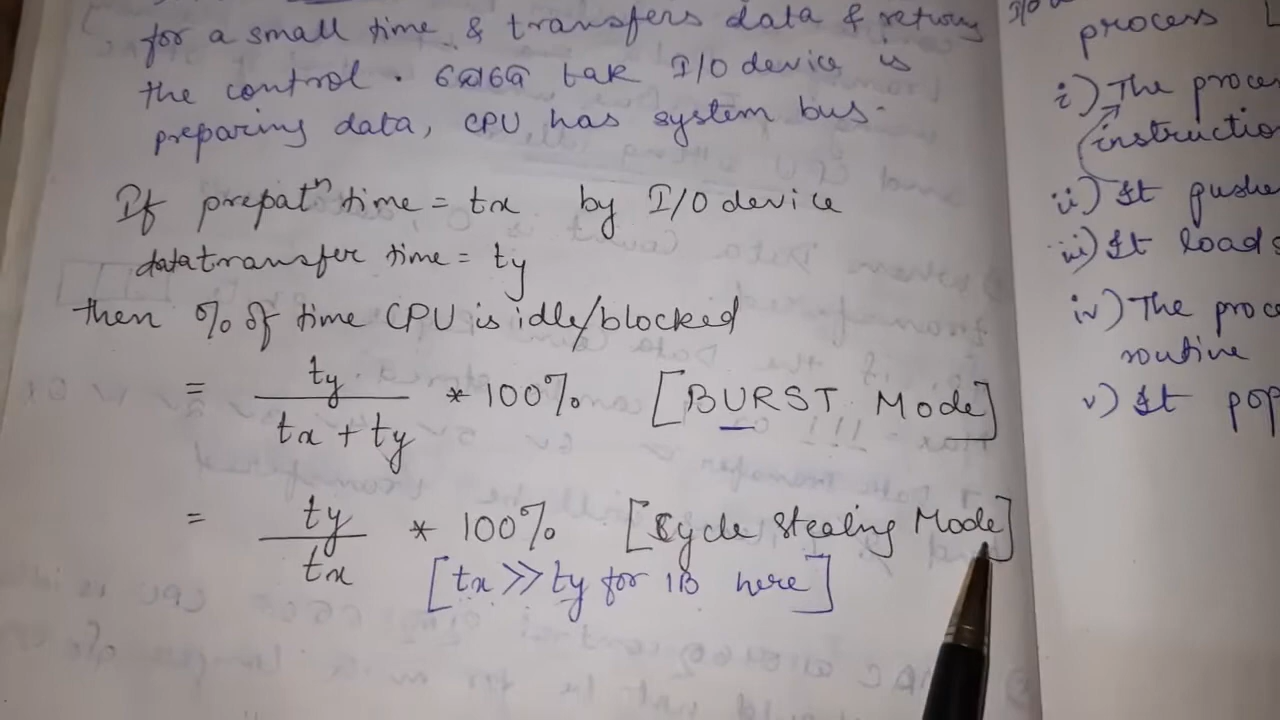 for a small time & transfers data & returns
the control. ଯେତେବେଳେ tak I/O device is
preparing data, CPU has system bus.
If prepatⁿ time = tx by I/O device
data transfer time = ty
then % of time CPU is idle/blocked
= ty / tx + ty * 100% [BURST Mode]
= ty / tx * 100% [Cycle Stealing Mode]
[tx >> ty for 1B here]
I/O
process
i) The proce
instructio
ii) It pushe
iii) It loads
iv) The proc
routine
v) It pop